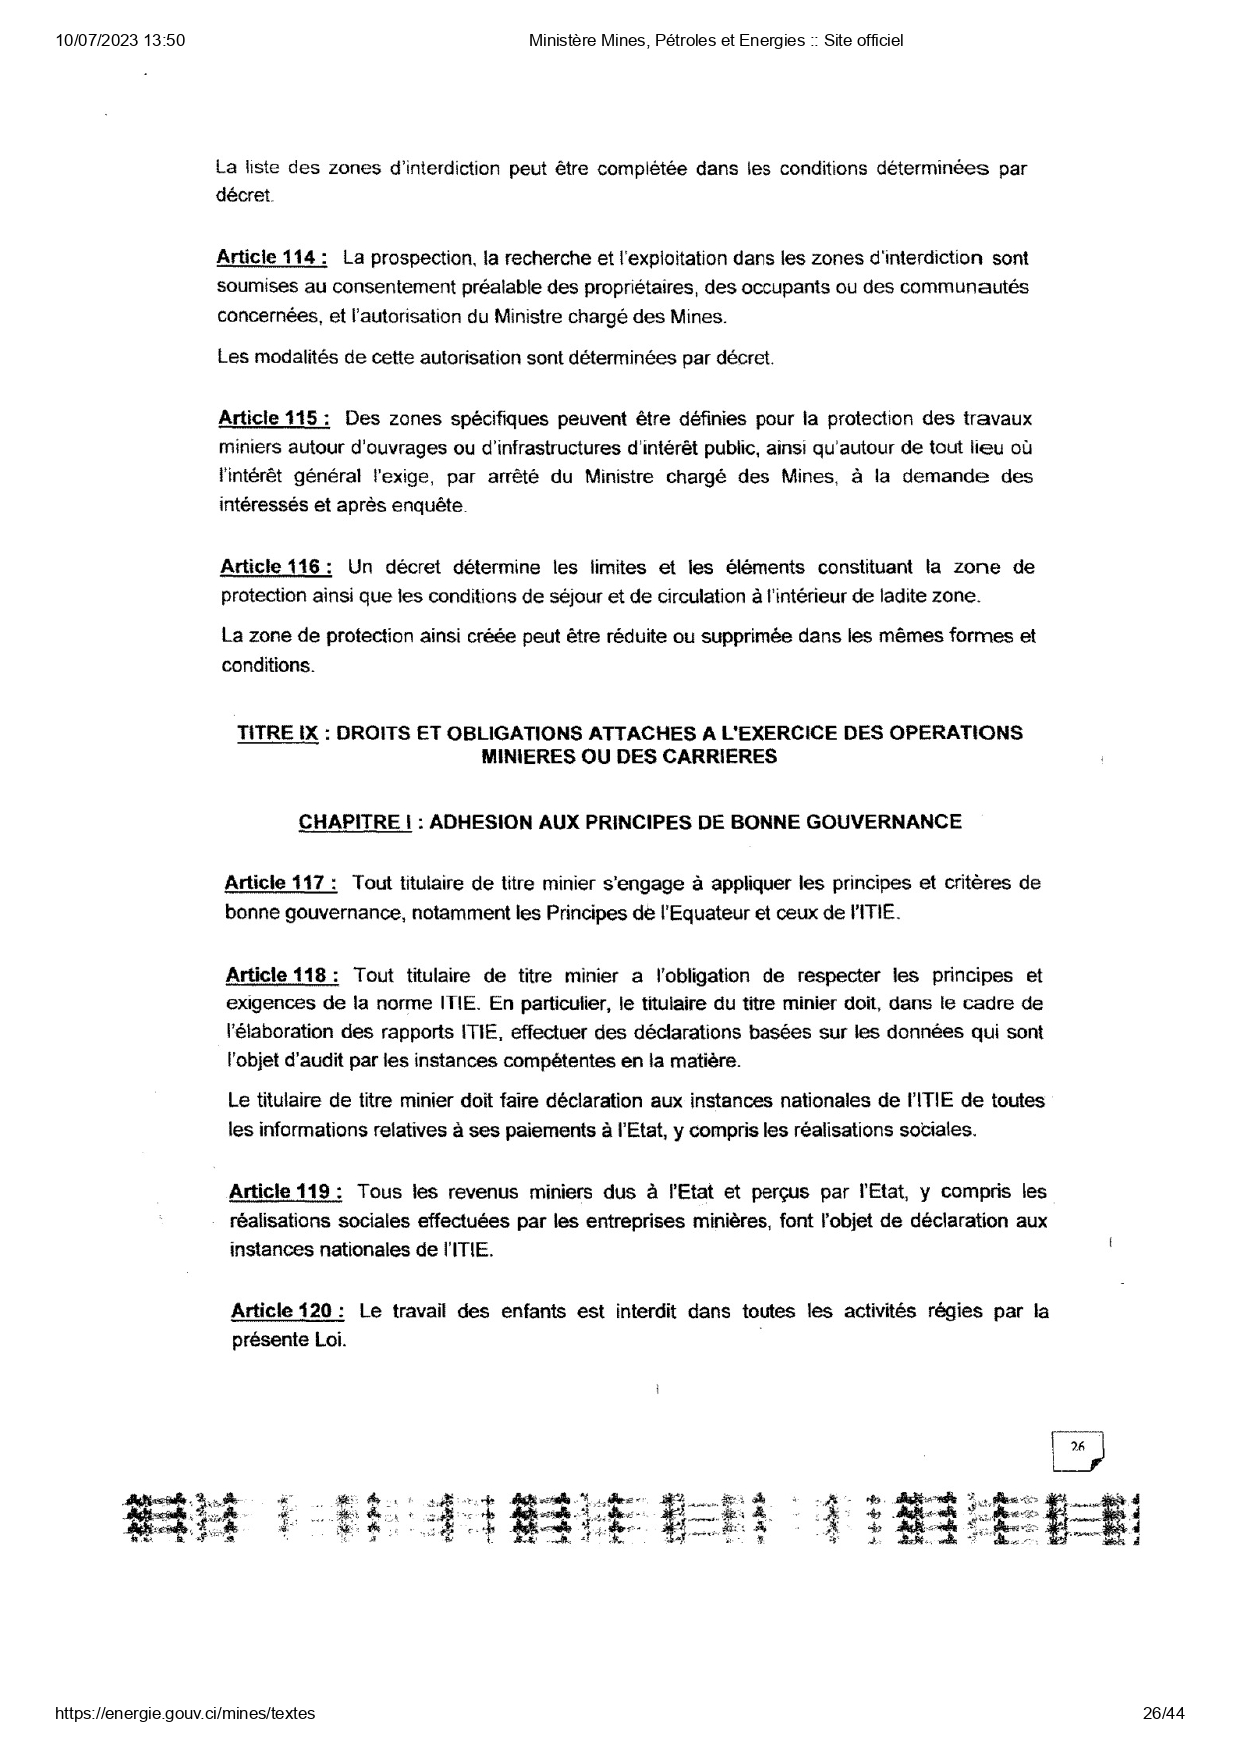 10/07/2023 13:50
Ministère Mines, Pétroles et Energies :: Site officiel
La liste des zones d'interdiction peut être complétée dans les conditions déterminées par
décret.
Article 114 : La prospection, la recherche et l'exploitation dans les zones d'interdiction sont
soumises au consentement préalable des propriétaires, des occupants ou des communautés
concernées, et l'autorisation du Ministre chargé des Mines.
Les modalités de cette autorisation sont déterminées par décret.
Article 115 : Des zones spécifiques peuvent être définies pour la protection des travaux
miniers autour d'ouvrages ou d'infrastructures d'intérêt public, ainsi qu'autour de tout lieu où
l'intérêt général l'exige, par arrêté du Ministre chargé des Mines, à la demande des
intéressés et après enquête.
Article 116 : Un décret détermine les limites et les éléments constituant la zone de
protection ainsi que les conditions de séjour et de circulation à l'intérieur de ladite zone.
La zone de protection ainsi créée peut être réduite ou supprimée dans les mêmes formes et
conditions.
TITRE IX : DROITS ET OBLIGATIONS ATTACHES A L'EXERCICE DES OPERATIONS
MINIERES OU DES CARRIERES
CHAPITRE I : ADHESION AUX PRINCIPES DE BONNE GOUVERNANCE
Article 117 : Tout titulaire de titre minier s'engage à appliquer les principes et critères de
bonne gouvernance, notamment les Principes de l'Equateur et ceux de l'ITIE.
Article 118 : Tout titulaire de titre minier a l'obligation de respecter les principes et
exigences de la norme ITIE. En particulier, le titulaire du titre minier doit, dans le cadre de
l'élaboration des rapports ITIE, effectuer des déclarations basées sur les données qui sont
l'objet d'audit par les instances compétentes en la matière.
Le titulaire de titre minier doit faire déclaration aux instances nationales de l'ITIE de toutes
les informations relatives à ses paiements à l'Etat, y compris les réalisations sociales.
Article 119 : Tous les revenus miniers dus à l'Etat et perçus par l'Etat, y compris les
réalisations sociales effectuées par les entreprises minières, font l'objet de déclaration aux
instances nationales de l'ITIE.
Article 120 : Le travail des enfants est interdit dans toutes les activités régies par la
présente Loi.
26
https://energie.gouv.ci/mines/textes
26/44